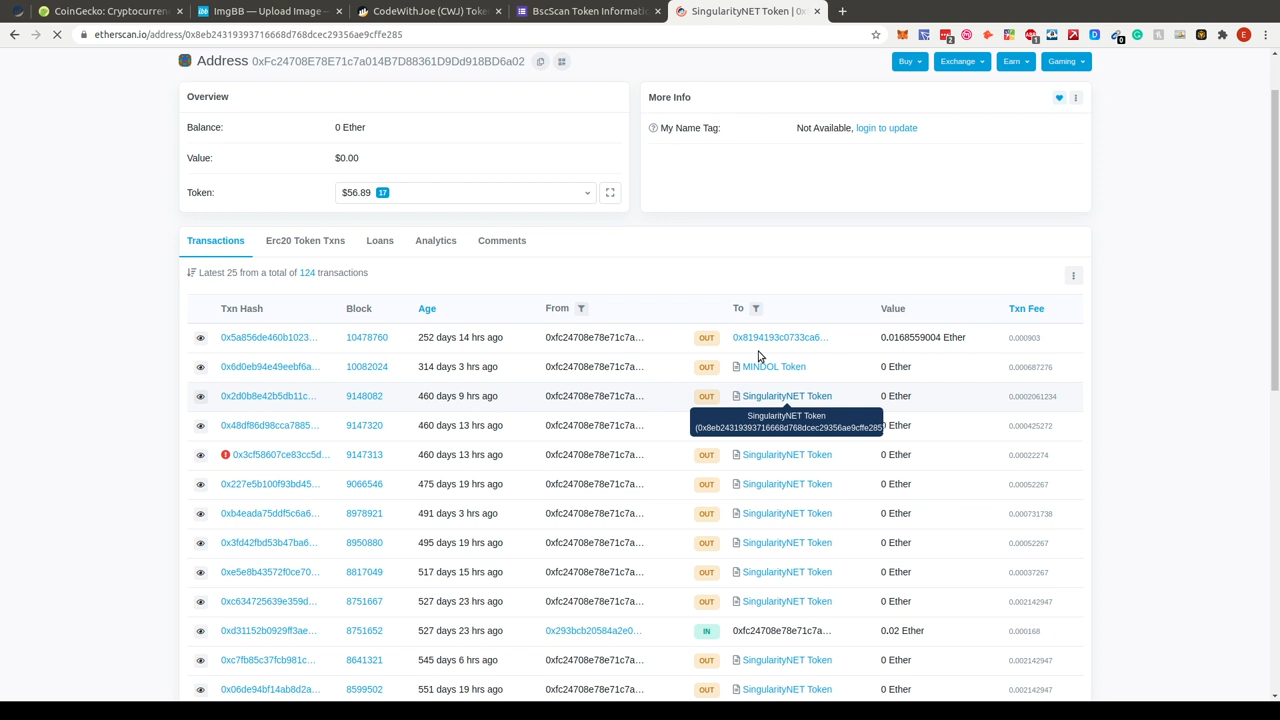 CoinGecko: Cryptocurren
ImgBB — Upload Image —
CodeWithJoe (CWJ) Toke
BscScan Token Informati
SingularityNET Token | 0x
etherscan.io/address/0x8eb24319393716668d768dcec29356ae9cffe285
Address 0xFc24708E78E71c7a014B7D88361D9Dd918BD6a02
Buy Exchange Earn Gaming
Overview
More Info
Balance: 0 Ether
My Name Tag: Not Available, login to update
Value: $0.00
Token: $56.89 17
Transactions Erc20 Token Txns Loans Analytics Comments
Latest 25 from a total of 124 transactions
Txn Hash Block Age From To Value Txn Fee
0x5a856de460b1023... 10478760 252 days 14 hrs ago 0xfc24708e78e71c7a... OUT 0x8194193c0733ca6... 0.0168559004 Ether 0.000903
0x6d0eb94e49eebf6a... 10082024 314 days 3 hrs ago 0xfc24708e78e71c7a... OUT MINDOL Token 0 Ether 0.000687276
0x2d0b8e42b5db11c... 9148082 460 days 9 hrs ago 0xfc24708e78e71c7a... OUT SingularityNET Token 0 Ether 0.0002061234
SingularityNET Token
(0x8eb24319393716668d768dcec29356ae9cffe285
0x48df86d98cca7885... 9147320 460 days 13 hrs ago 0xfc24708e78e71c7a... Ether 0.000425272
0x3cf58607ce83cc5d... 9147313 460 days 13 hrs ago 0xfc24708e78e71c7a... OUT SingularityNET Token 0 Ether 0.00022274
0x227e5b100f93bd45... 9066546 475 days 19 hrs ago 0xfc24708e78e71c7a... OUT SingularityNET Token 0 Ether 0.00052267
0xb4eada75ddf5c6a6... 8978921 491 days 3 hrs ago 0xfc24708e78e71c7a... OUT SingularityNET Token 0 Ether 0.000731738
0x3fd42fbd53b47ba6... 8950880 495 days 19 hrs ago 0xfc24708e78e71c7a... OUT SingularityNET Token 0 Ether 0.00052267
0xe5e8b43572f0ce70... 8817049 517 days 15 hrs ago 0xfc24708e78e71c7a... OUT SingularityNET Token 0 Ether 0.00037267
0xc634725639e359d... 8751667 527 days 23 hrs ago 0xfc24708e78e71c7a... OUT SingularityNET Token 0 Ether 0.002142947
0xd31152b0929ff3ae... 8751652 527 days 23 hrs ago 0x293bcb20584a2e0... IN 0xfc24708e78e71c7a... 0.02 Ether 0.000168
0xc7fb85c37fcb981c... 8641321 545 days 6 hrs ago 0xfc24708e78e71c7a... OUT SingularityNET Token 0 Ether 0.002142947
0x06de94bf14ab8d2a... 8599502 551 days 19 hrs ago 0xfc24708e78e71c7a... OUT SingularityNET Token 0 Ether 0.002142947